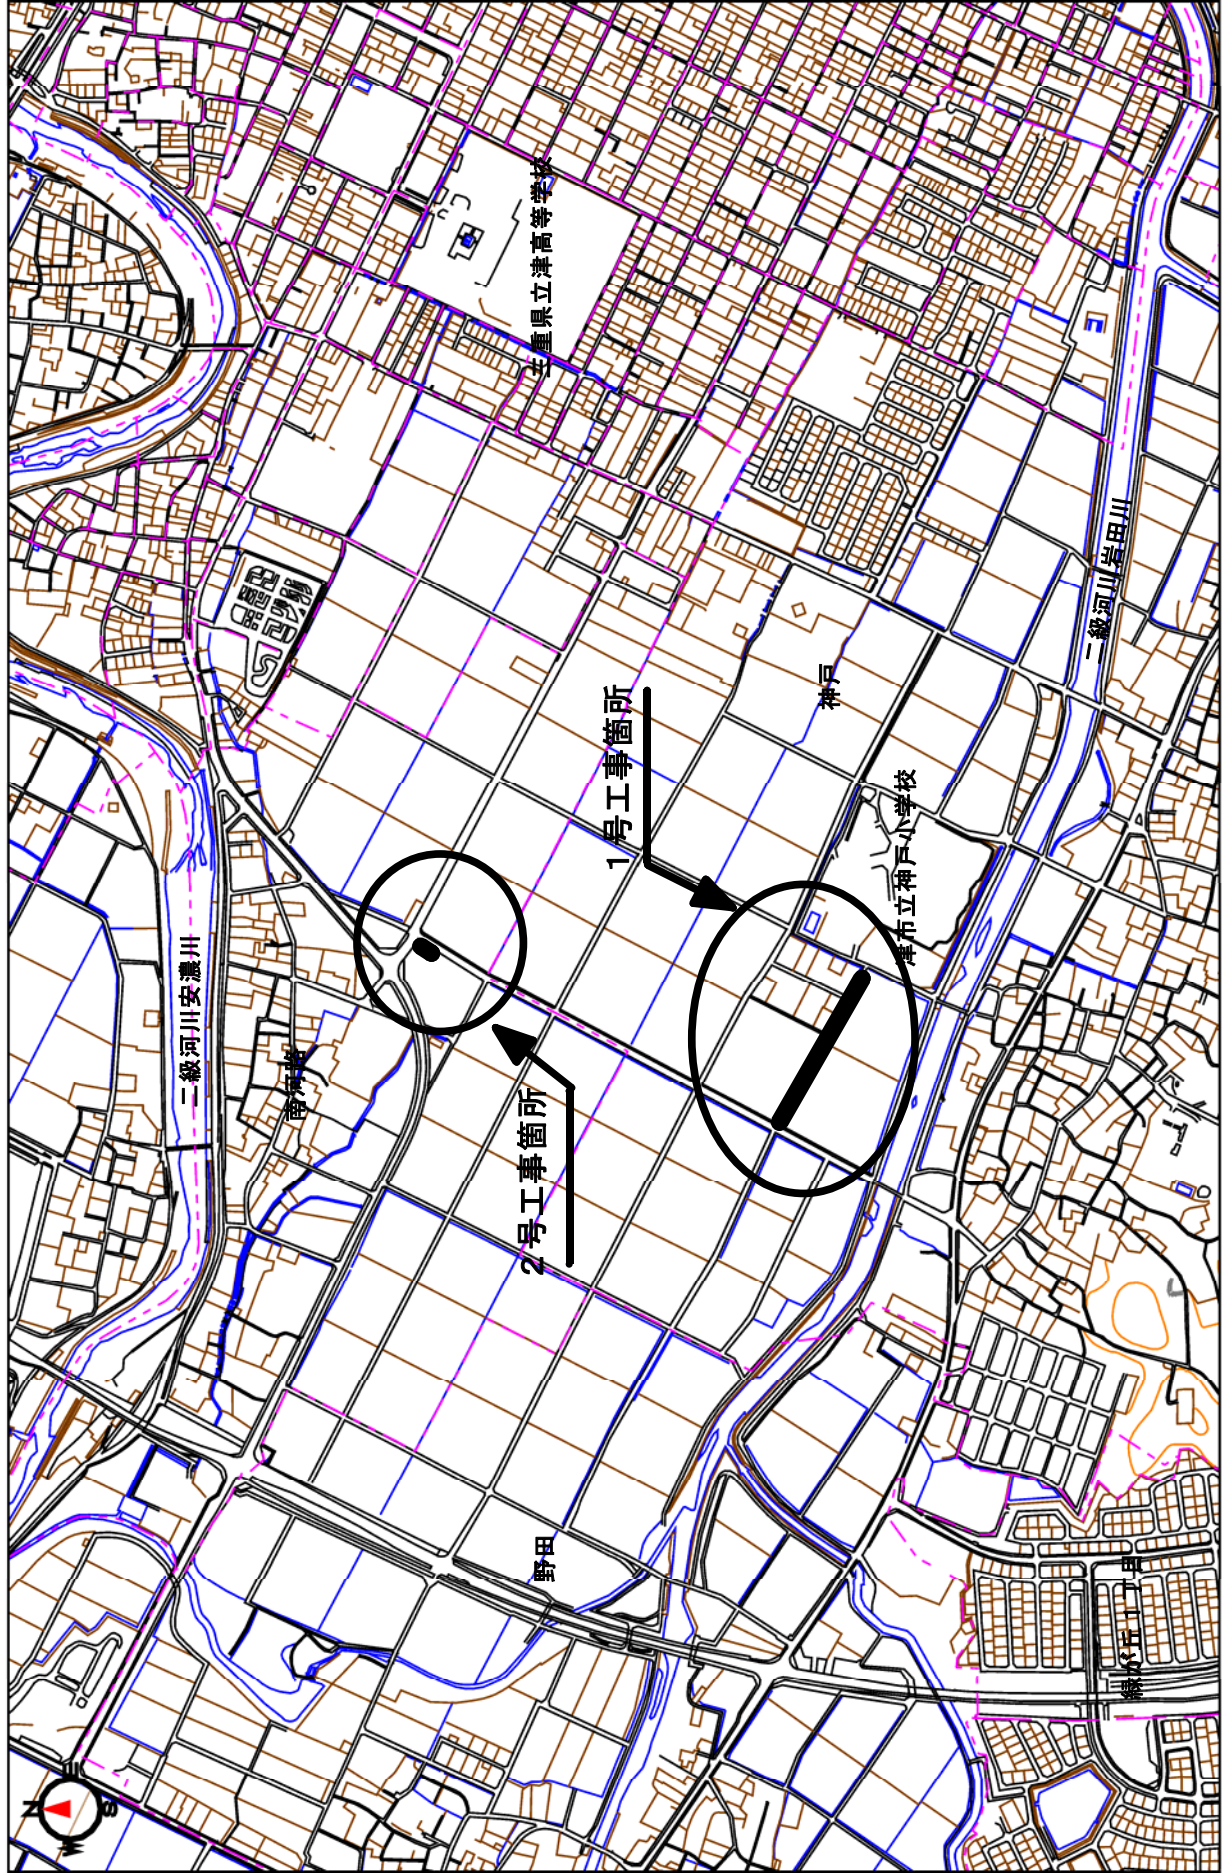 三重県立津高等学校
二級河川岩田川
神戸
1号工事箇所
津市立神戸小学校
二級河川安濃川
南河路
2号工事箇所
野田
緑が丘1丁目
N
E
S
W